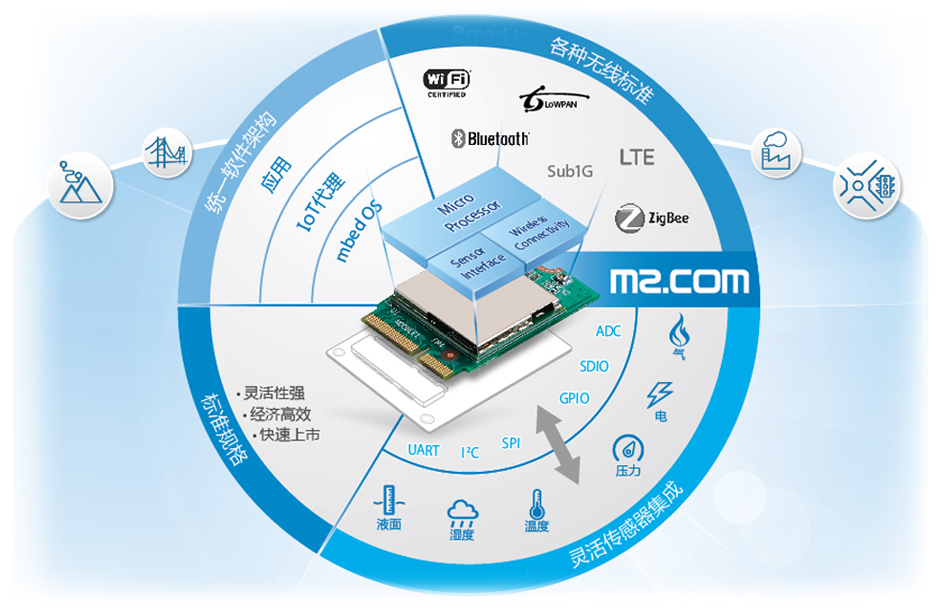 各种无线标准
Wi Fi
CERTIFIED
6LoWPAN
Bluetooth
Sub1G
LTE
ZigBee
统一软件架构
应用
IoT代理
mbed OS
Micro
Processor
Wireless
Connectivity
Sensor
Interface
m2.com
标准规格
· 灵活性强
· 经济高效
· 快速上市
ADC
SDIO
GPIO
SPI
I²C
UART
气
电
压力
温度
湿度
液面
灵活传感器集成